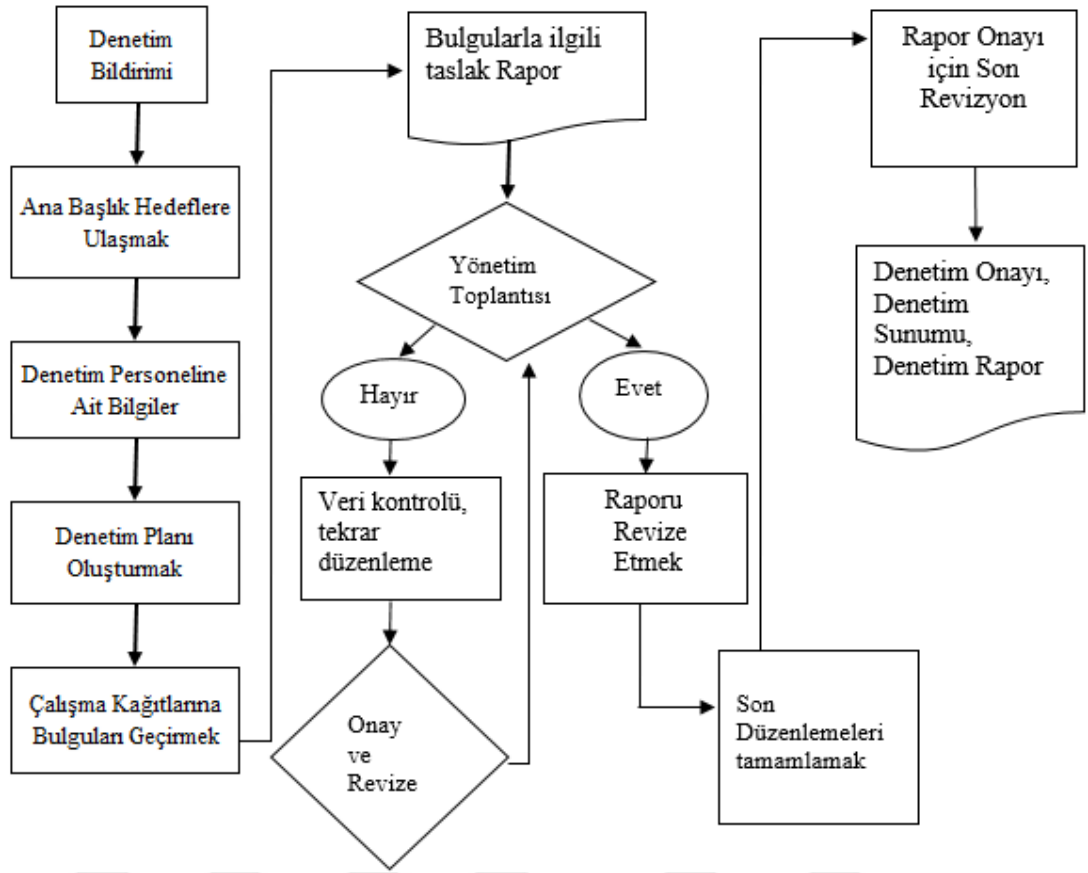 Denetim
Bildirimi
Ana Başlık Hedeflere
Ulaşmak
Denetim Personeline
Ait Bilgiler
Denetim Planı
Oluşturmak
Çalışma Kağıtlarına
Bulguları Geçirmek
Bulgularla ilgili
taslak Rapor
Yönetim
Toplantısı
Hayır
Evet
Veri kontrolü,
tekrar
düzenleme
Raporu
Revize
Etmek
Onay
ve
Revize
Son
Düzenlemeleri
tamamlamak
Rapor Onayı
için Son
Revizyon
Denetim Onayı,
Denetim
Sunumu,
Denetim Rapor